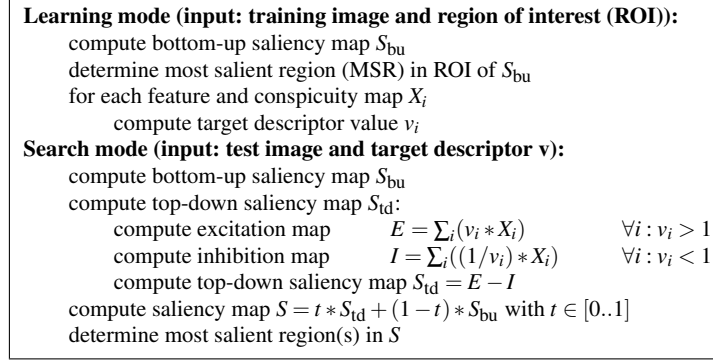 Learning mode (input: training image and region of interest (ROI)):
compute bottom-up saliency map S_bu
determine most salient region (MSR) in ROI of S_bu
for each feature and conspicuity map X_i
compute target descriptor value v_i
Search mode (input: test image and target descriptor v):
compute bottom-up saliency map S_bu
compute top-down saliency map S_td:
compute excitation map E = ∑_i(v_i * X_i) ∀i : v_i > 1
compute inhibition map I = ∑_i((1/v_i) * X_i) ∀i : v_i < 1
compute top-down saliency map S_td = E − I
compute saliency map S = t * S_td + (1 − t) * S_bu with t ∈ [0..1]
determine most salient region(s) in S